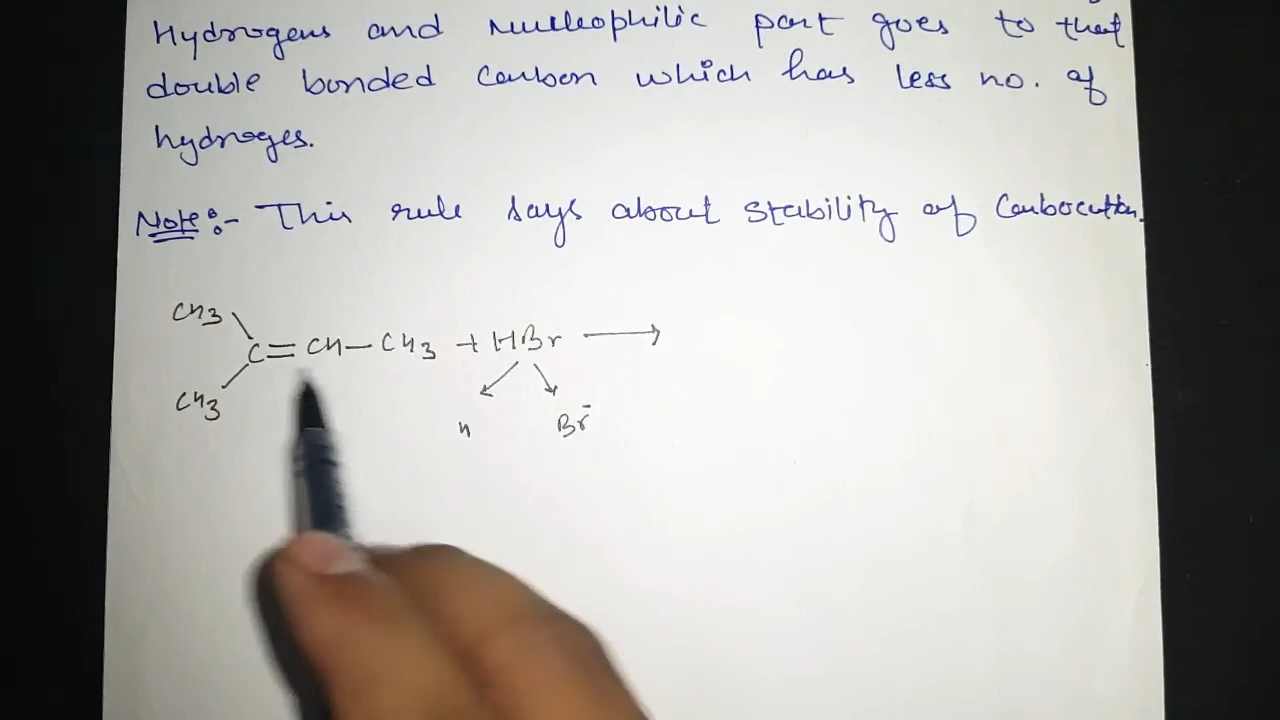 Hydrogens and nucleophilic part goes to that
double bonded Carbon which has less no. of
hydroges.
Note:- This rule says about stability of Carbocation.
CH3
C=CH-CH3 + HBr ⟶
CH3
H Br⁻